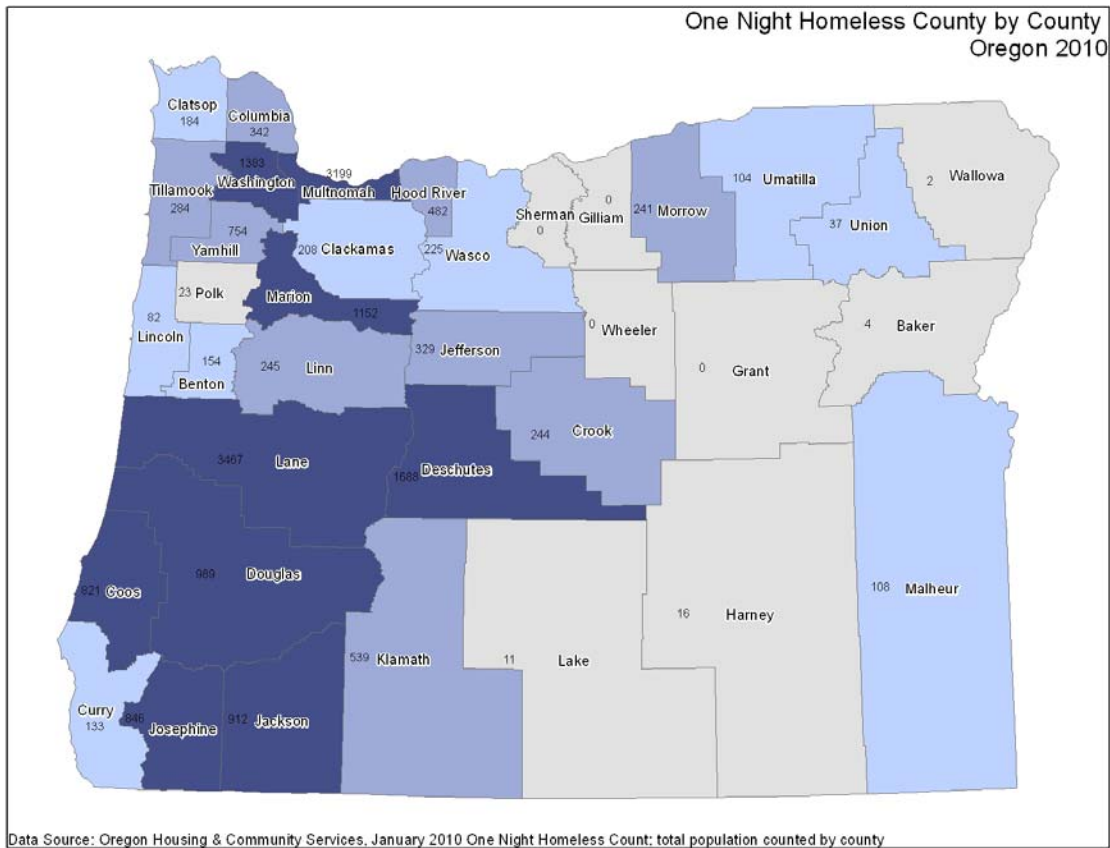 One Night Homeless County by County
Oregon 2010
Clatsop
184
Columbia
342
1383
Washington
3199
Multnomah
Hood River
482
Tillamook
284
754
Yamhill
208 Clackamas
225 Wasco
Sherman
0
0
Gilliam
241 Morrow
104 Umatilla
37 Union
2 Wallowa
23 Polk
Marion
1152
82
Lincoln
154
Benton
245 Linn
329 Jefferson
0 Wheeler
0 Grant
4 Baker
244 Crook
3467 Lane
1688 Deschutes
821 Coos
989 Douglas
108 Malheur
16 Harney
11 Lake
539 Klamath
Curry
133
846 Josephine
912 Jackson
Data Source: Oregon Housing & Community Services, January 2010 One Night Homeless Count; total population counted by county